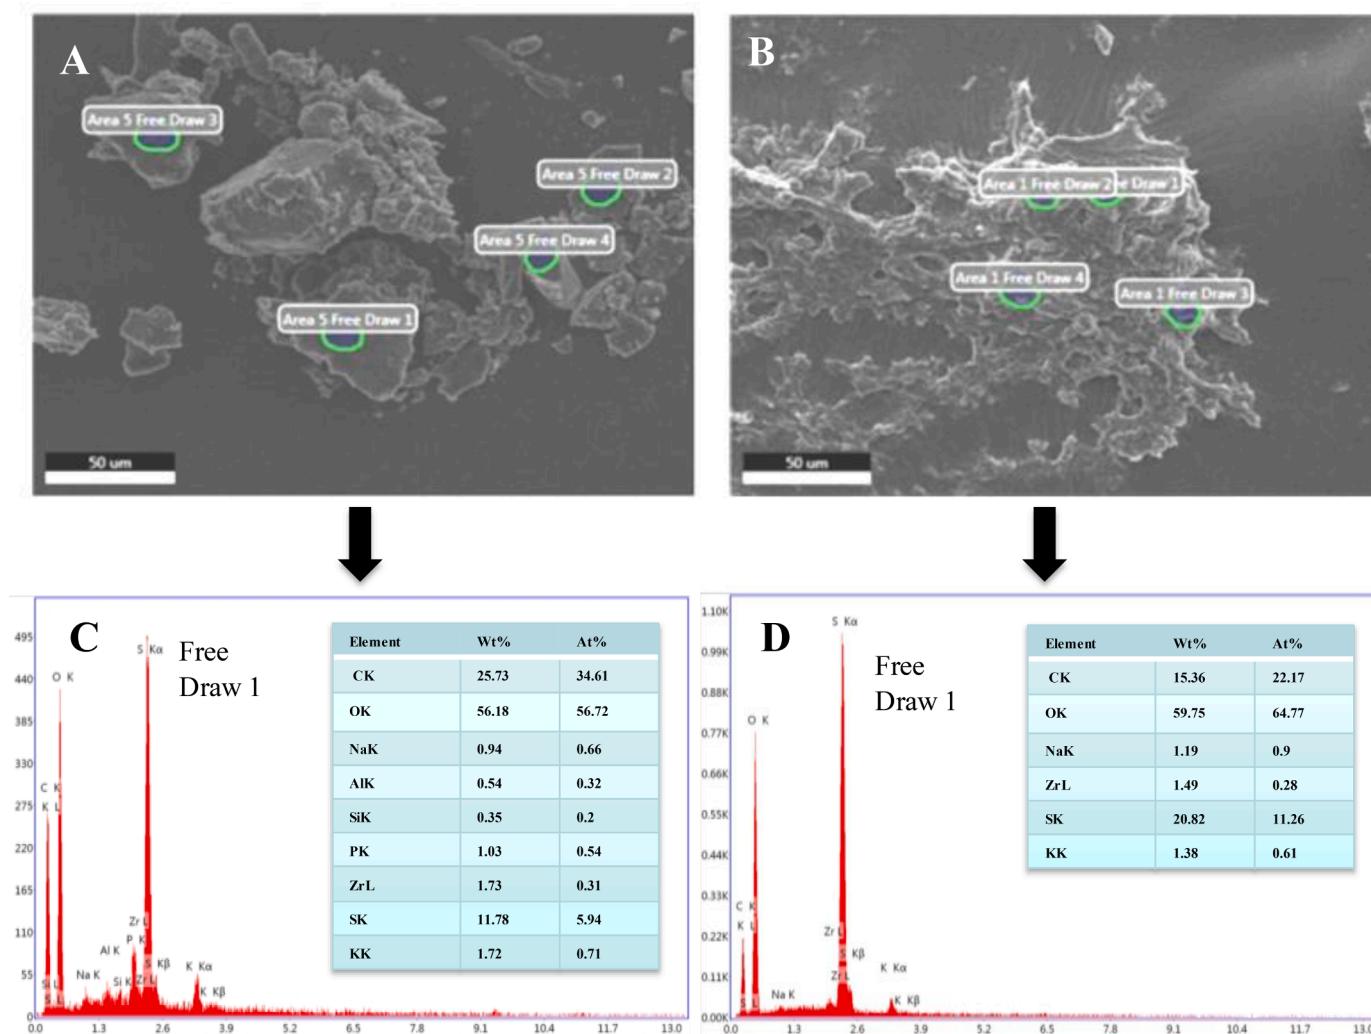 A
Area 5 Free Draw 3
Area 5 Free Draw 2
Area 5 Free Draw 4
Area 5 Free Draw 1
50 um
B
Area 1 Free Draw 2
e Draw 1
Area 1 Free Draw 4
Area 1 Free Draw 3
50 um
C
Free
Draw 1
495
440
385
330
275
220
165
110
55
0
0.0 1.3 2.6 3.9 5.2 6.5 7.8 9.1 10.4 11.7 13.0
S Kα
O K
C K
K L
Zr L
P K
Al K
S Kβ
Na K
Si K
Zr L
K Kα
K Kβ
Si L
S L
Element Wt% At%
CK 25.73 34.61
OK 56.18 56.72
NaK 0.94 0.66
AlK 0.54 0.32
SiK 0.35 0.2
PK 1.03 0.54
ZrL 1.73 0.31
SK 11.78 5.94
KK 1.72 0.71
D
Free
Draw 1
1.10K
0.99K
0.88K
0.77K
0.66K
0.55K
0.44K
0.33K
0.22K
0.11K
0.00K
0.0 1.3 2.6 3.9 5.2 6.5 7.8 9.1 10.4 11.7
S Kα
O K
C K
K L
Zr L
S Kβ
Zr L
K Kα
K Kβ
Na K
S L
Element Wt% At%
CK 15.36 22.17
OK 59.75 64.77
NaK 1.19 0.9
ZrL 1.49 0.28
SK 20.82 11.26
KK 1.38 0.61